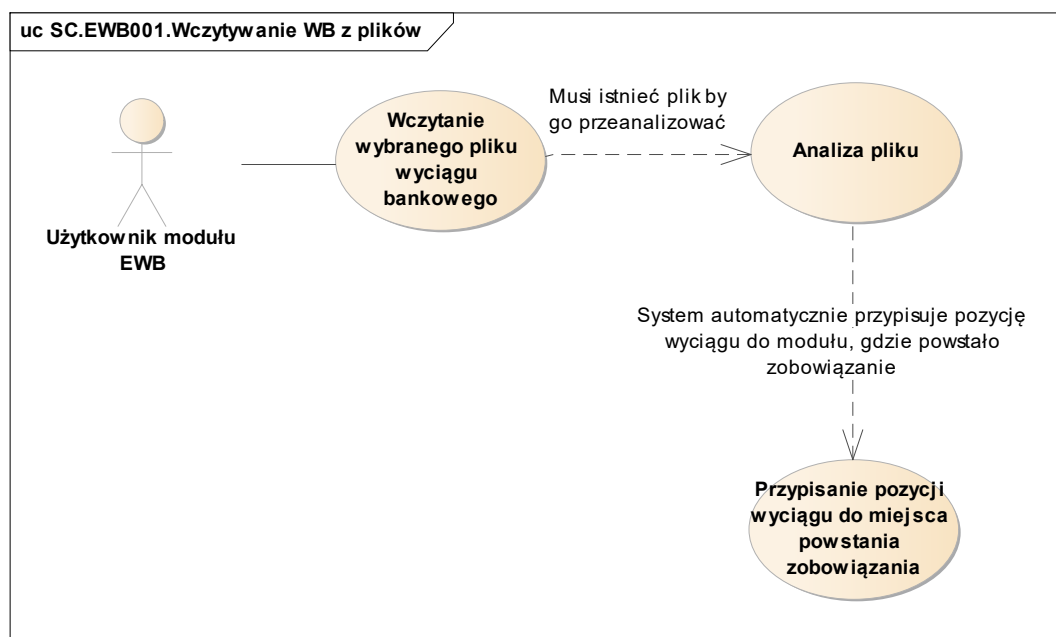 uc SC.EWB001.Wczytywanie WB z plików
Użytkownik modułu
EWB
Wczytanie
wybranego pliku
wyciągu
bankowego
Musi istnieć plik by
go przeanalizować
Analiza pliku
System automatycznie przypisuje pozycję
wyciągu do modułu, gdzie powstało
zobowiązanie
Przypisanie pozycji
wyciągu do miejsca
powstania
zobowiązania